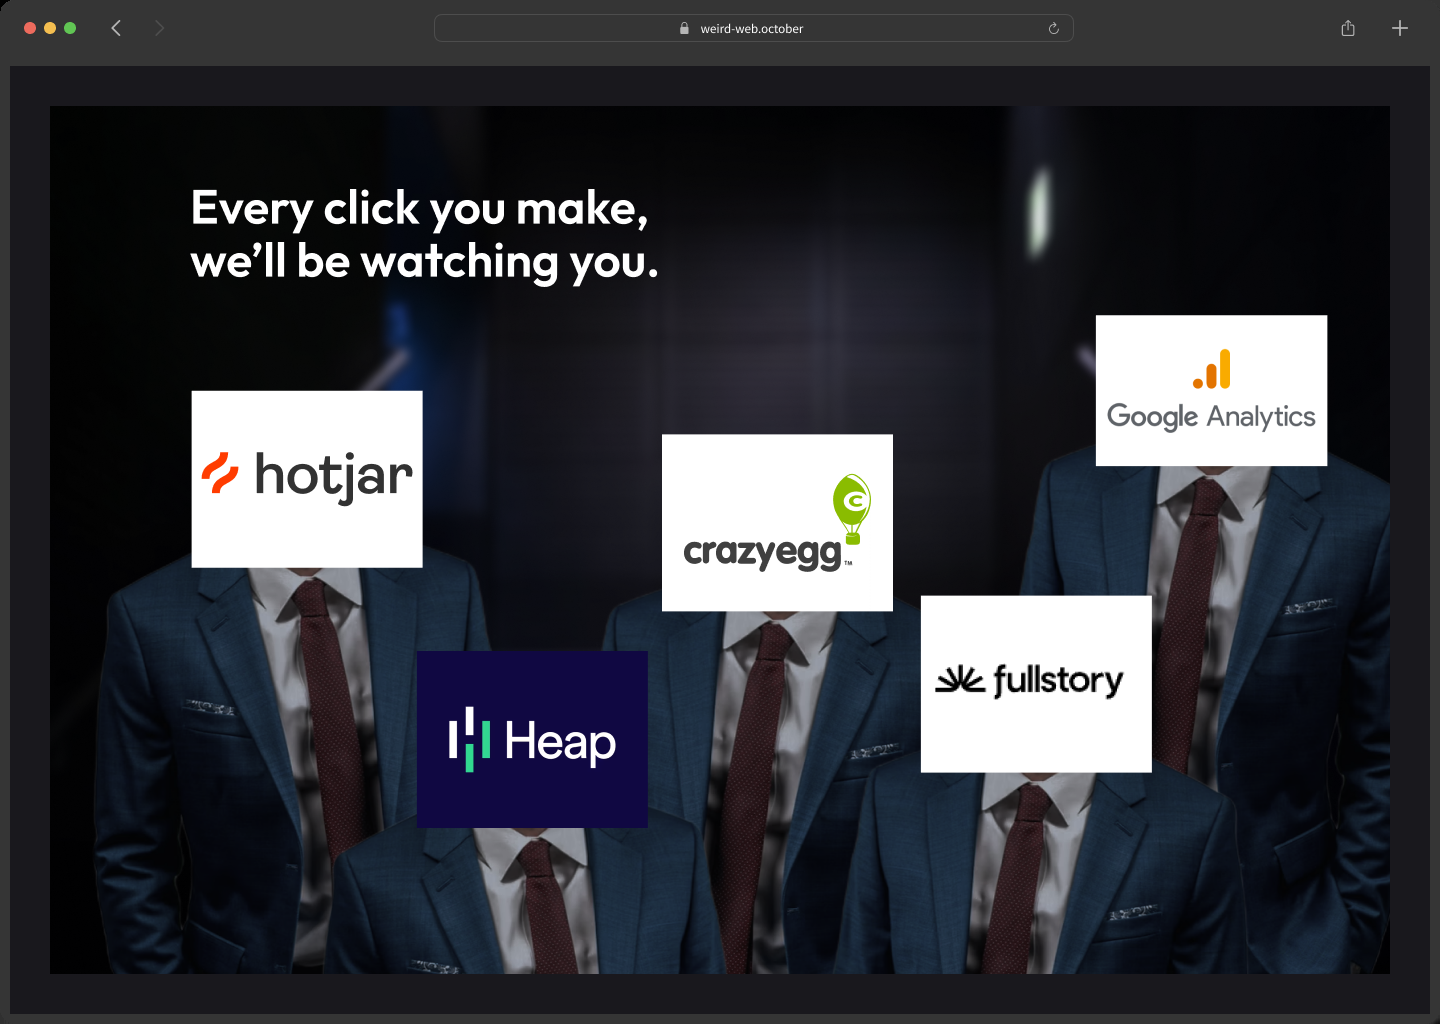 weird-web.october
Every click you make,
we’ll be watching you.
Google Analytics
hotjar
crazyegg™
fullstory
Heap